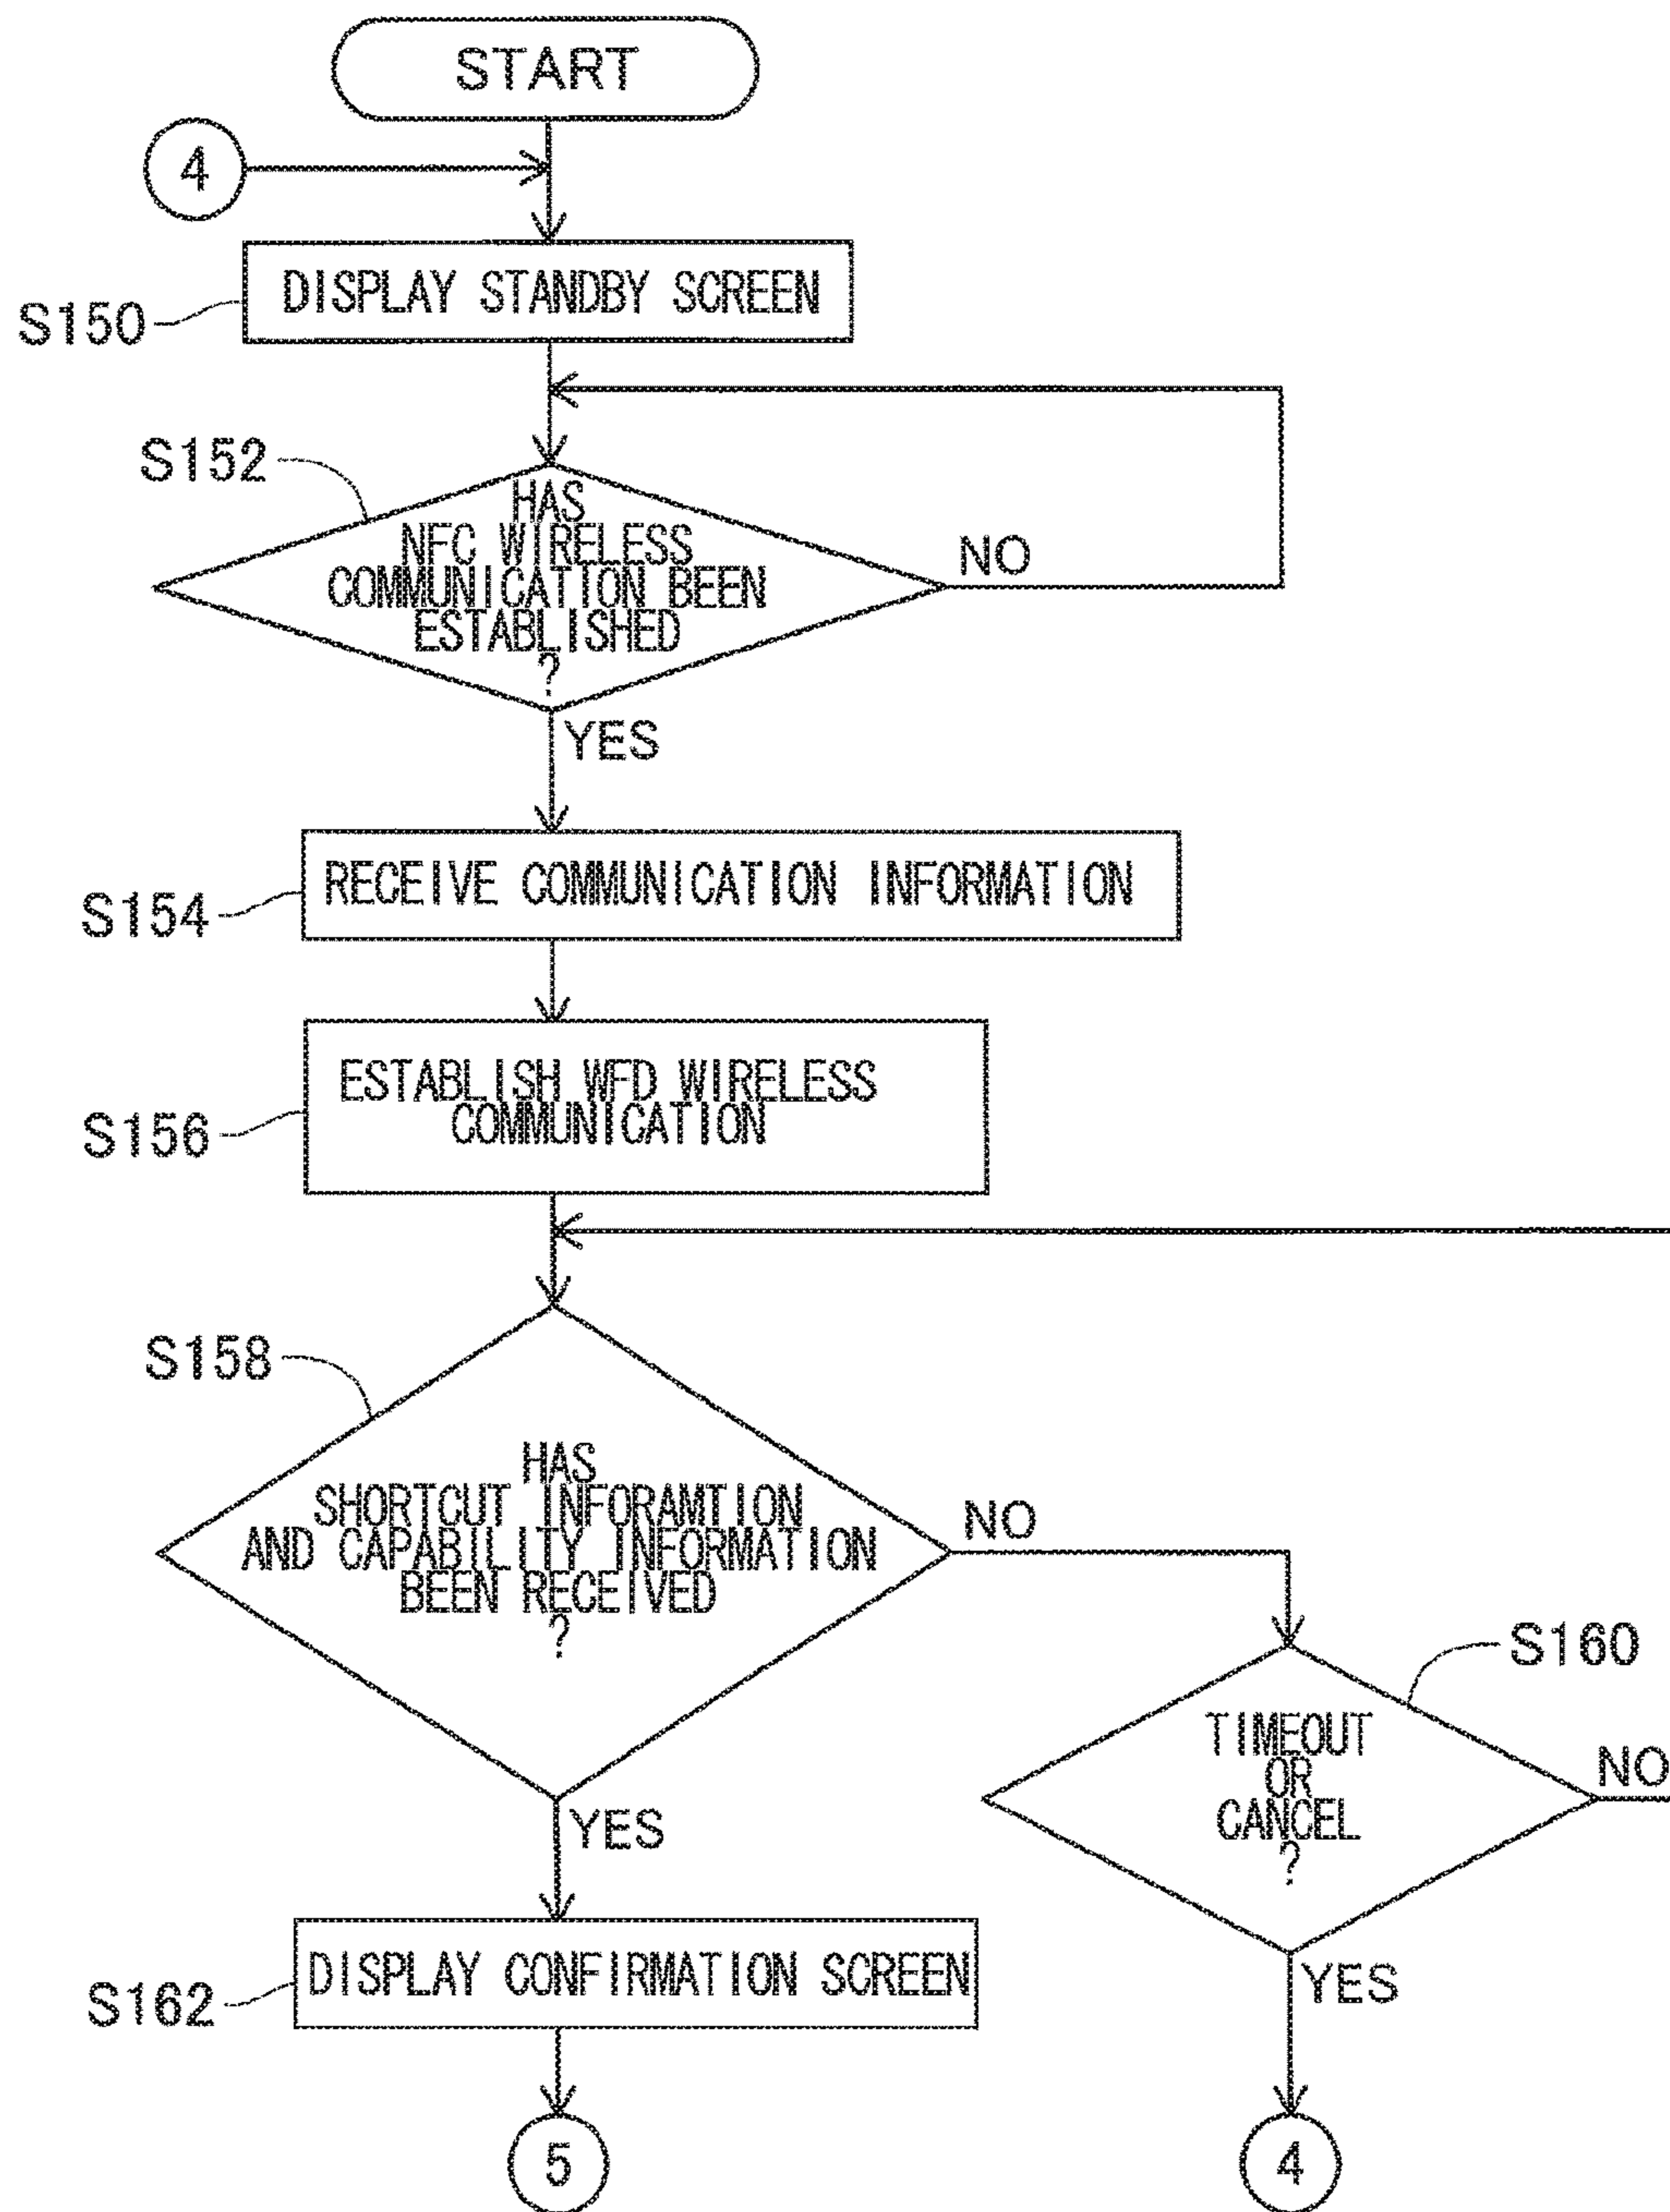 START
4
DISPLAY STANDBY SCREEN
S150
S152
HAS
NFC WIRELESS
COMMUNICATION BEEN
ESTABLISHED
?
NO
YES
RECEIVE COMMUNICATION INFORMATION
S154
ESTABLISH WFD WIRELESS
COMMUNICATION
S156
S158
HAS
SHORTCUT INFORAMTION
AND CAPABILITY INFORMATION
BEEN RECEIVED
?
NO
S160
TIMEOUT
OR
CANCEL
?
NO
YES
DISPLAY CONFIRMATION SCREEN
S162
YES
5
4